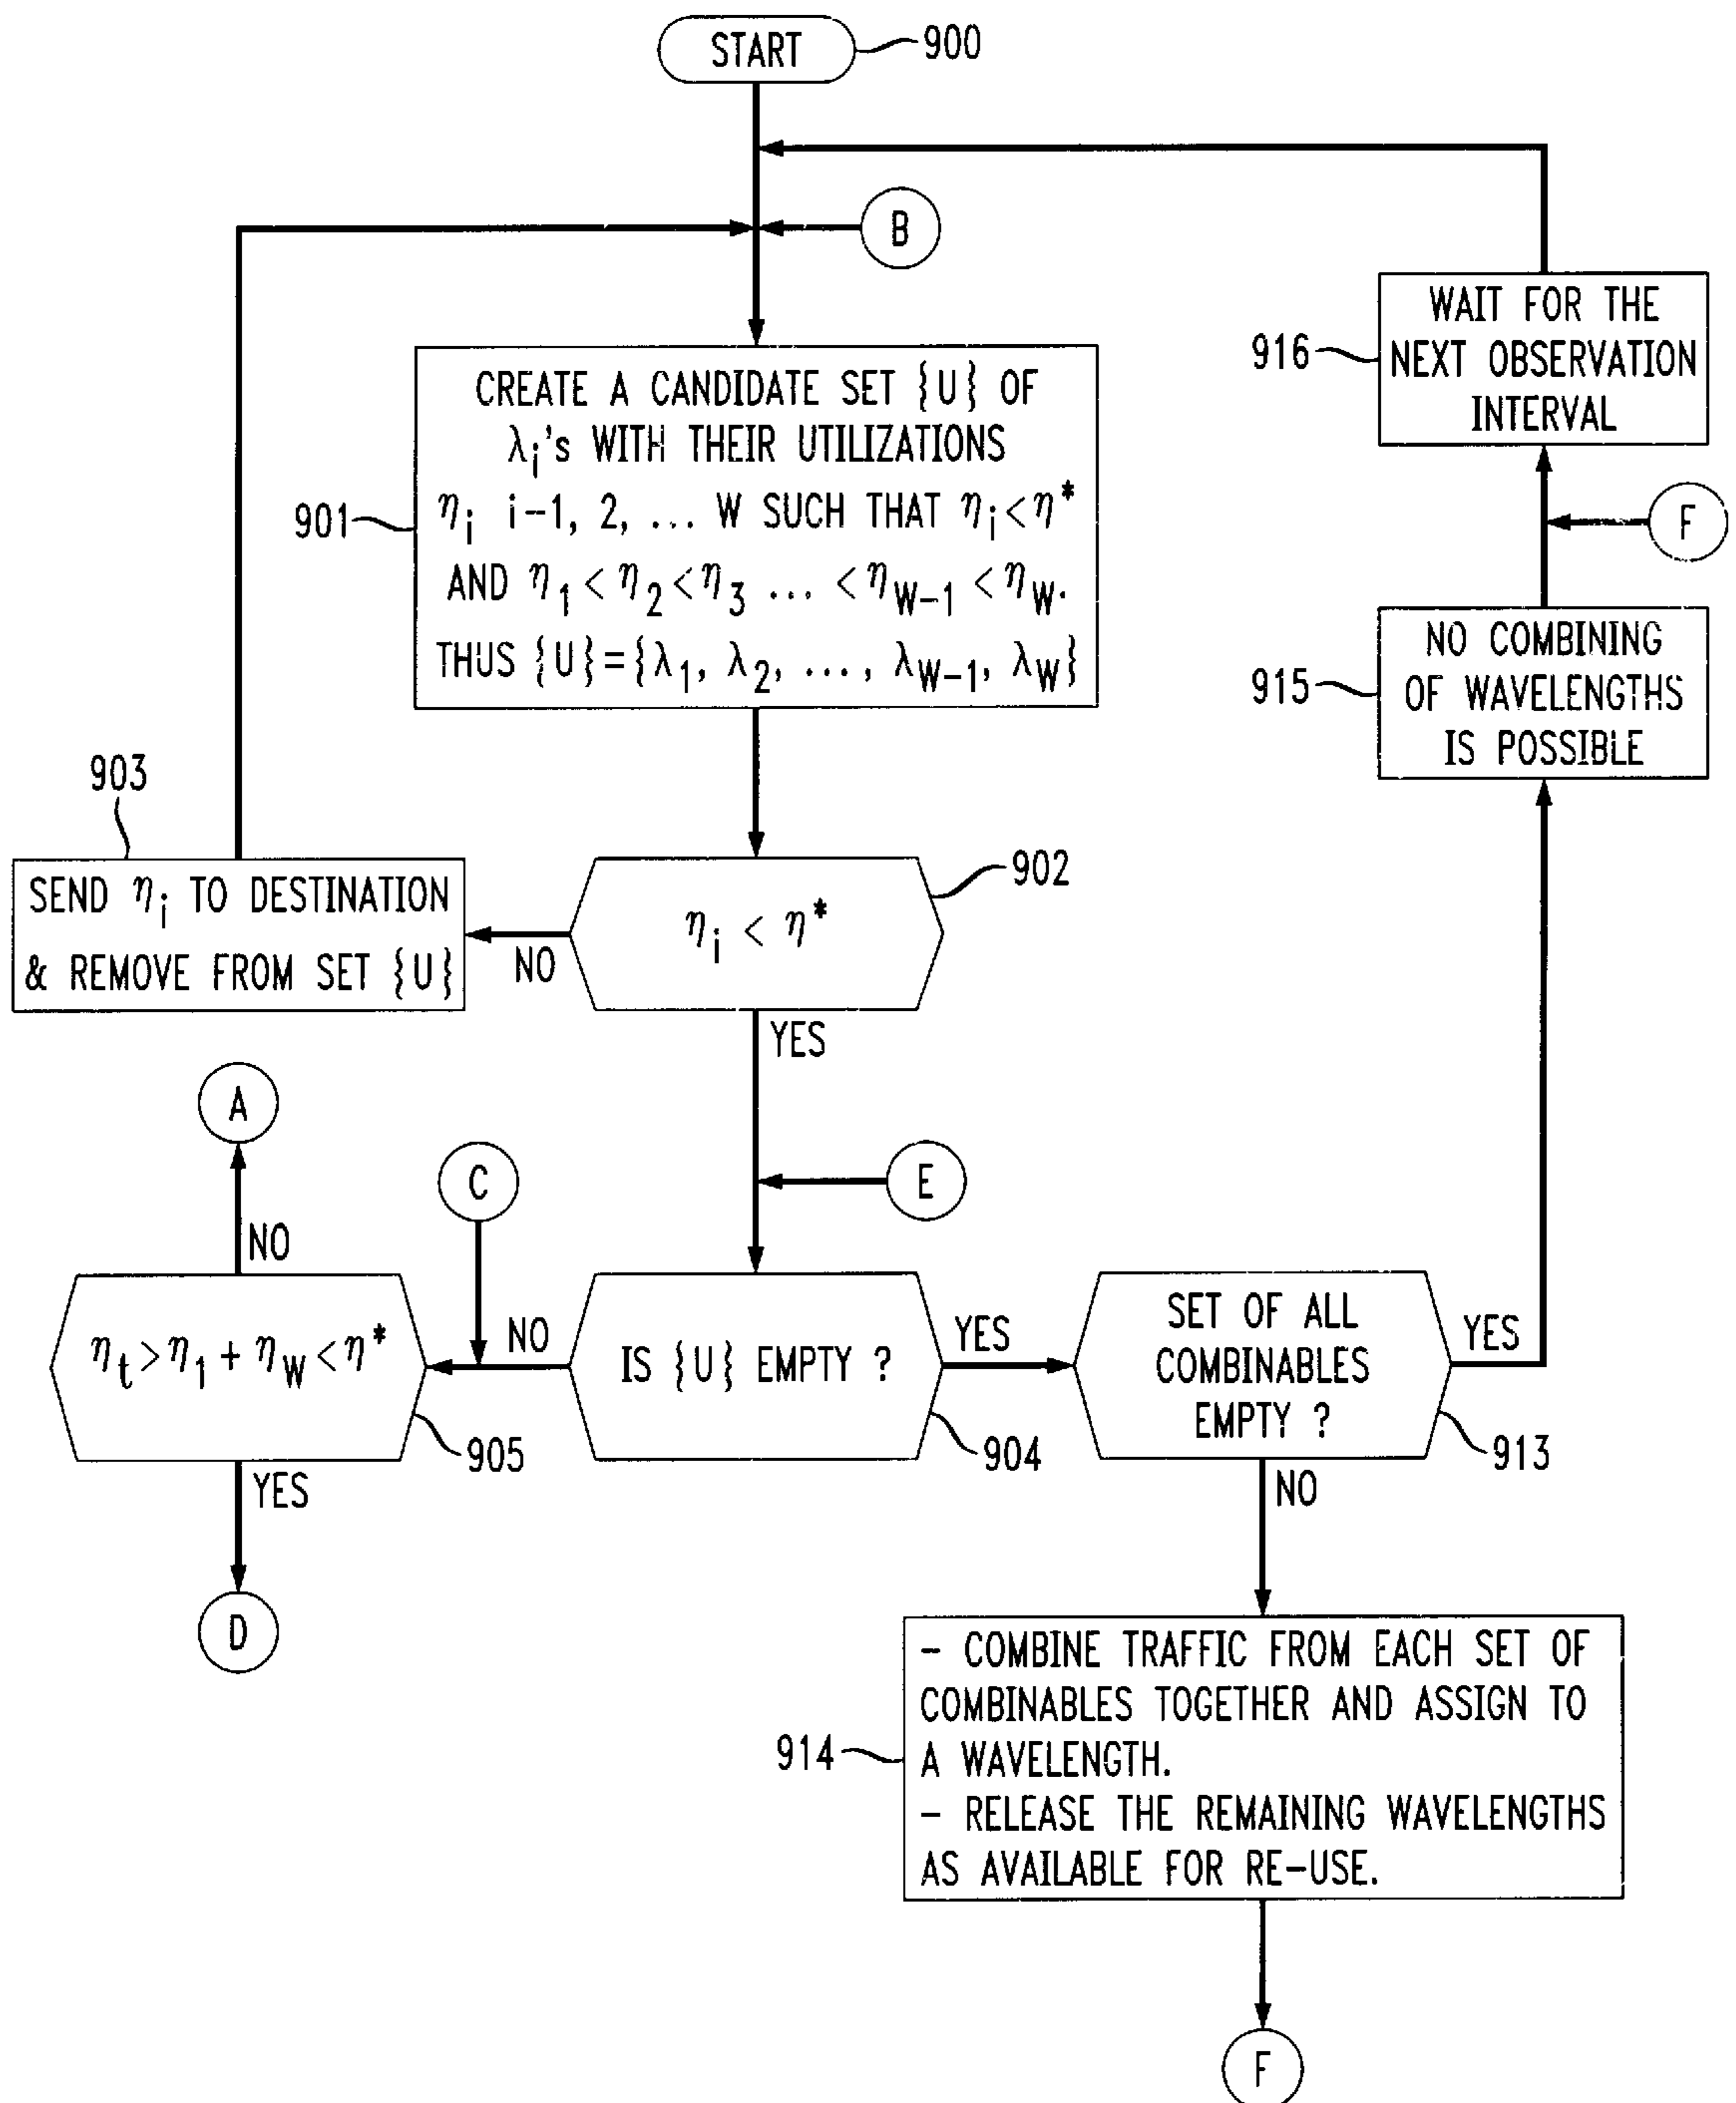 START
900
B
CREATE A CANDIDATE SET {U} OF
λi's WITH THEIR UTILIZATIONS
ηi i-1, 2, ... W SUCH THAT ηi<η*
AND η1<η2<η3 ... <ηW-1<ηW.
THUS {U}={λ1, λ2, ..., λW-1, λW}
901
WAIT FOR THE
NEXT OBSERVATION
INTERVAL
916
F
NO COMBINING
OF WAVELENGTHS
IS POSSIBLE
915
903
SEND ηi TO DESTINATION
& REMOVE FROM SET {U}
NO
ηi < η*
902
YES
A
C
E
NO
ηt>η1+ηW<η*
905
YES
D
NO
IS {U} EMPTY ?
904
YES
SET OF ALL
COMBINABLES
EMPTY ?
913
YES
NO
- COMBINE TRAFFIC FROM EACH SET OF
COMBINABLES TOGETHER AND ASSIGN TO
A WAVELENGTH.
- RELEASE THE REMAINING WAVELENGTHS
AS AVAILABLE FOR RE-USE.
914
F